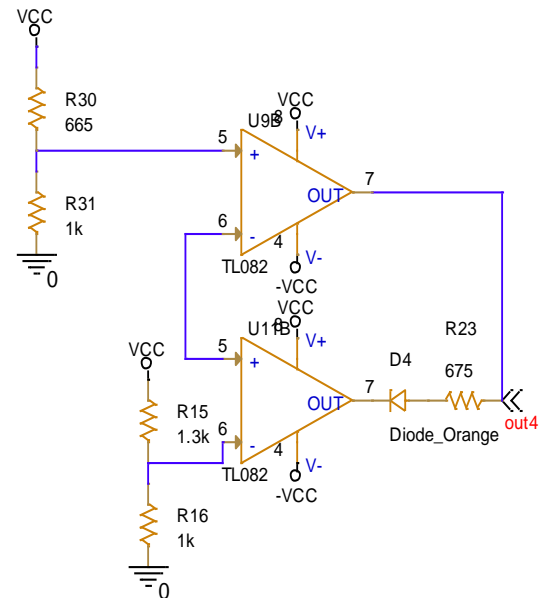 VCC
R30
665
R31
1k
0
VCC
U9B
8
V+
5
+
OUT
7
6
-
4
V-
TL082
-VCC
VCC
U11B
8
V+
5
+
OUT
7
6
-
4
V-
TL082
-VCC
D4
Diode_Orange
R23
675
out4
VCC
R15
1.3k
R16
1k
0